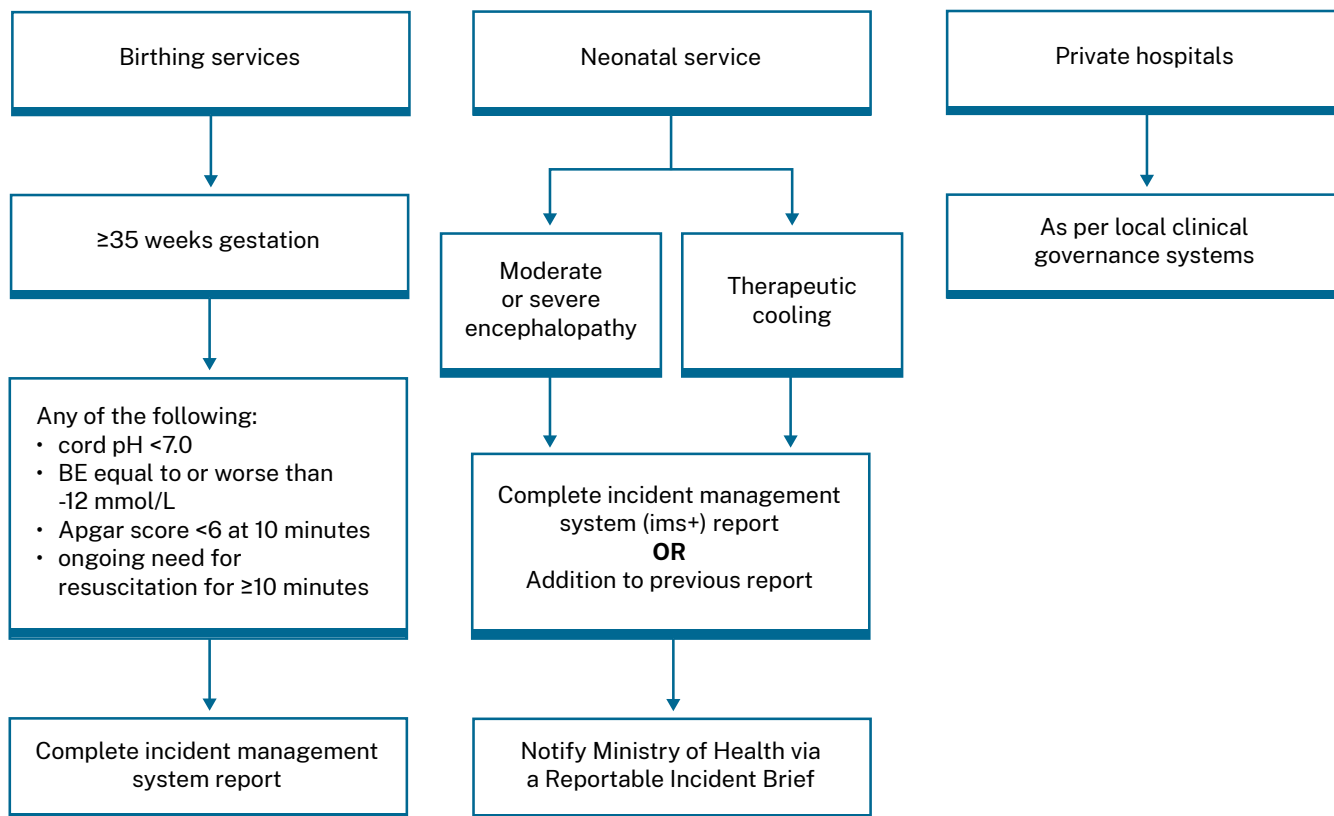 Birthing services
≥35 weeks gestation
Any of the following:
• cord pH <7.0
• BE equal to or worse than
-12 mmol/L
• Apgar score <6 at 10 minutes
• ongoing need for
resuscitation for ≥10 minutes
Complete incident management
system report
Neonatal service
Moderate
or severe
encephalopathy
Therapeutic
cooling
Complete incident management
system (ims+) report
OR
Addition to previous report
Notify Ministry of Health via
a Reportable Incident Brief
Private hospitals
As per local clinical
governance systems